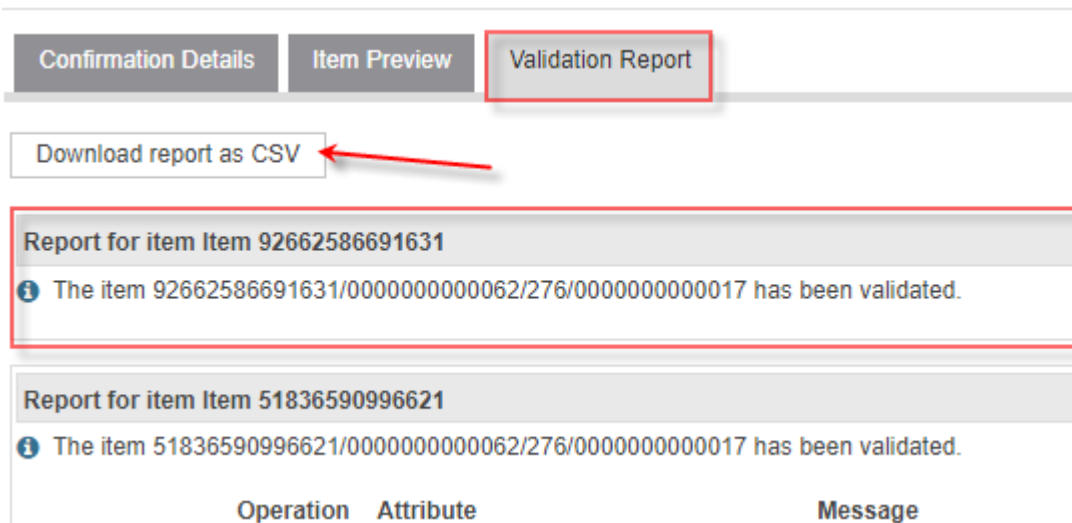 Confirmation Details Item Preview Validation Report
Download report as CSV
Report for item Item 92662586691631
The item 92662586691631/0000000000062/276/0000000000017 has been validated.
Report for item Item 51836590996621
The item 51836590996621/0000000000062/276/0000000000017 has been validated.
Operation Attribute Message